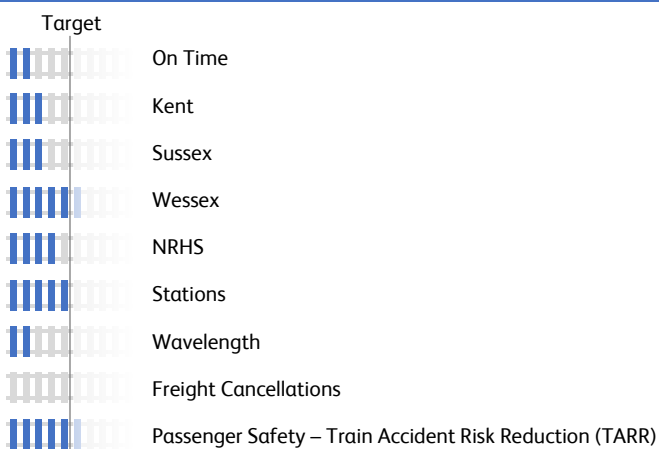 Target
On Time
Kent
Sussex
Wessex
NRHS
Stations
Wavelength
Freight Cancellations
Passenger Safety – Train Accident Risk Reduction (TARR)